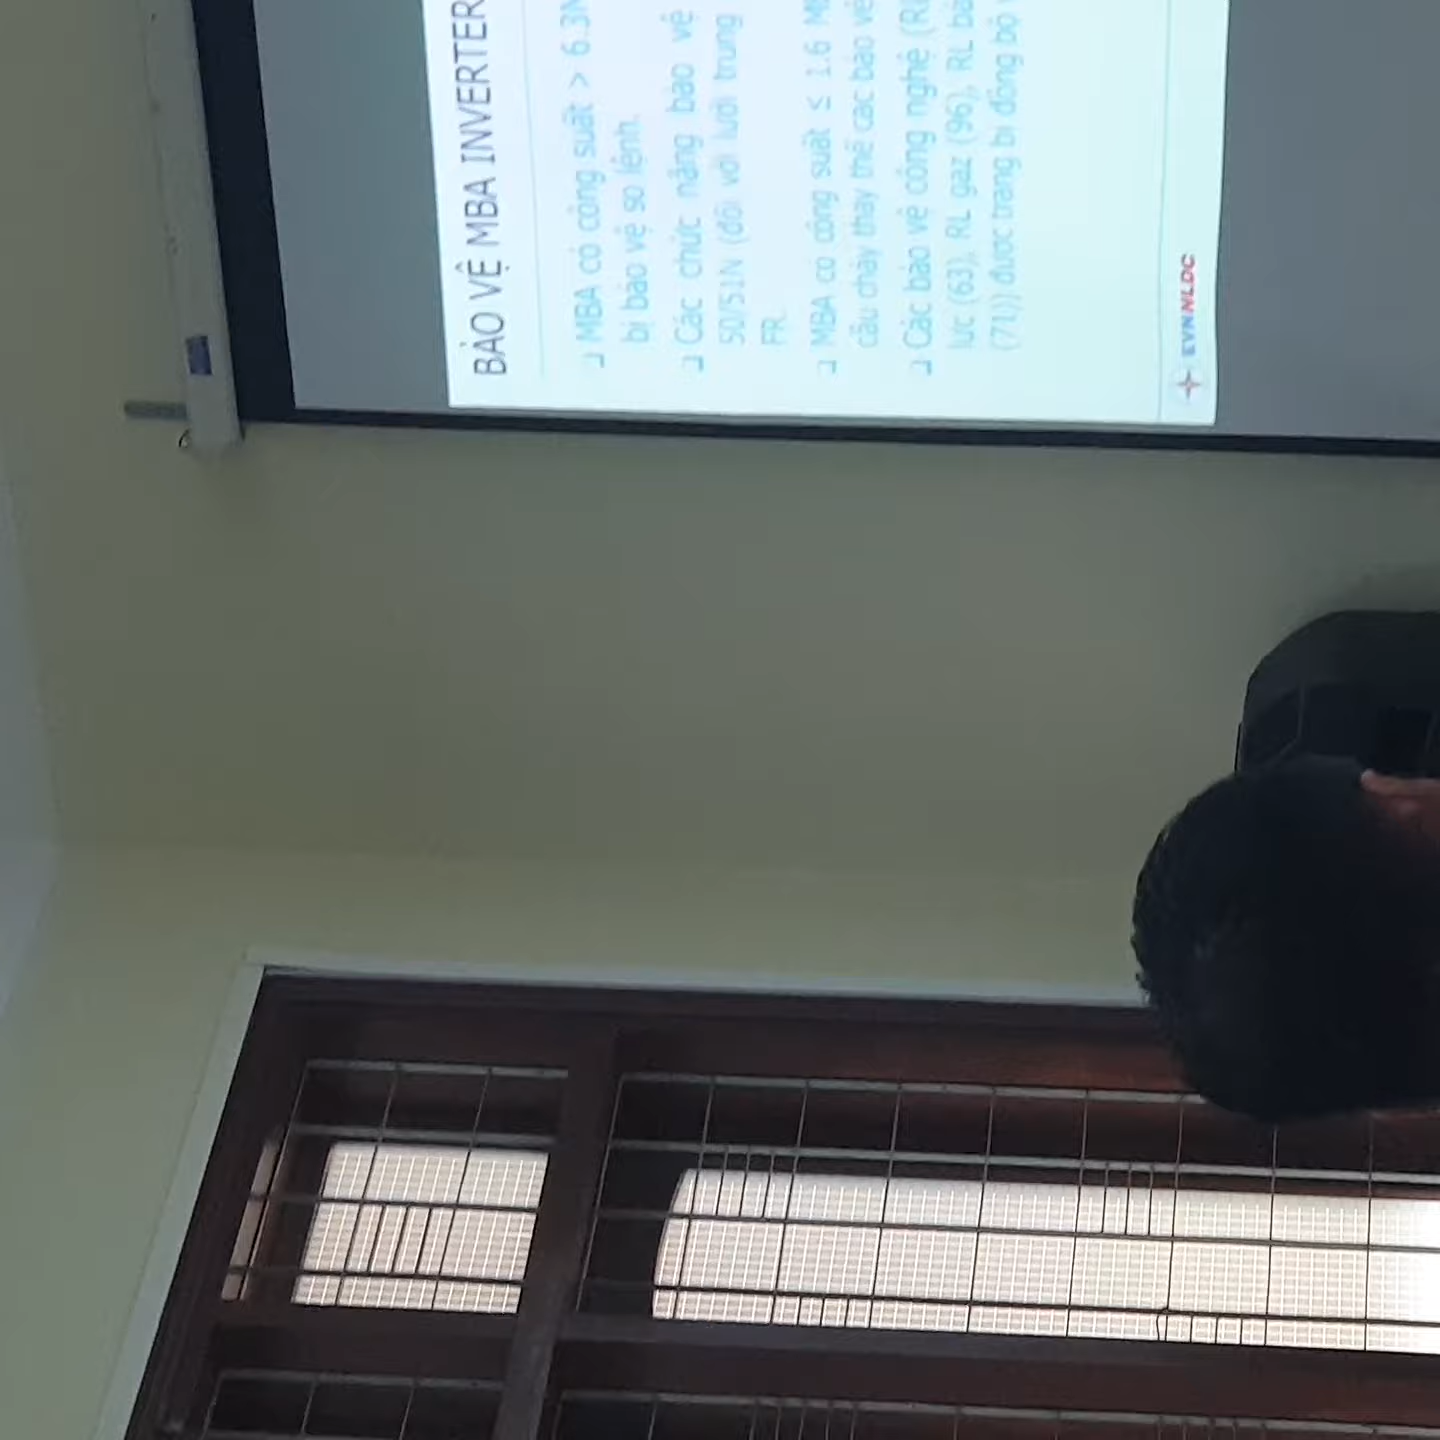 BẢO VỆ MBA INVERTER
MBA có công suất > 6.3M
bị bảo vệ so lệnh.
Các chức năng bảo vệ
50/51N (đối với lưới trung
FR.
MBA có công suất ≤ 1.6 M
cầu chảy thay thế các bảo vệ
Các bảo vệ công nghệ (RL
lực (63), RL gaz (96), RL bả
(71)) được trang bị đồng bộ
EVNNLDC